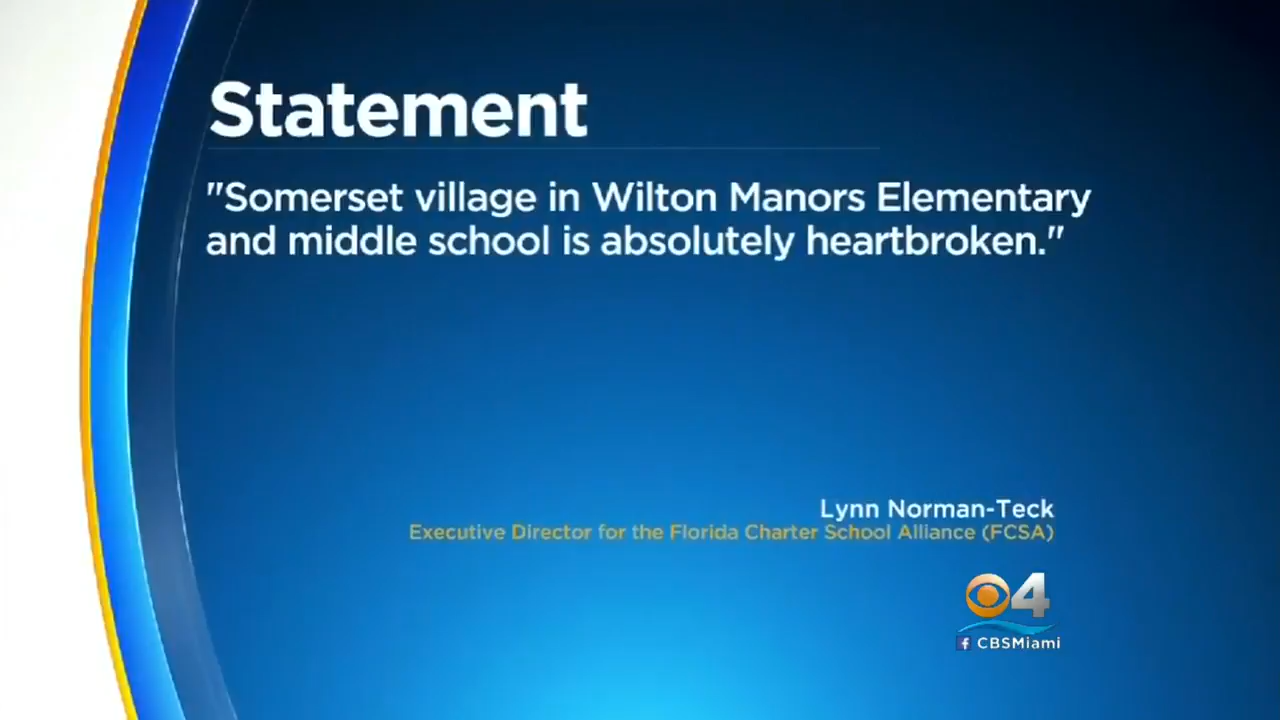 Statement
"Somerset village in Wilton Manors Elementary
and middle school is absolutely heartbroken."
Lynn Norman-Teck
Executive Director for the Florida Charter School Alliance (FCSA)
4
f CBSMiami